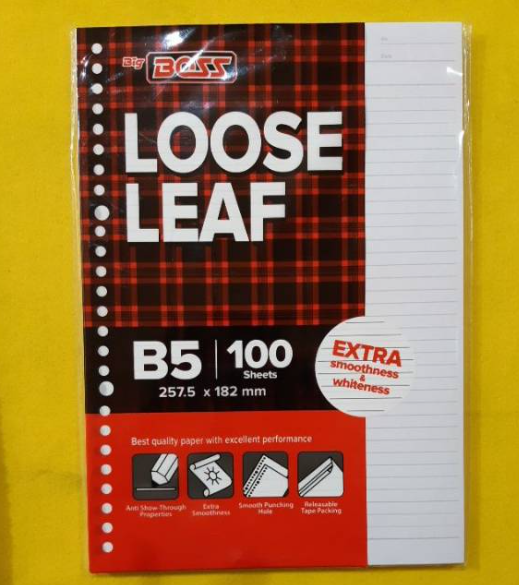 Big BOSS
LOOSE
LEAF
B5 | 100
Sheets
257.5 x 182 mm
EXTRA
smoothness
&
whiteness
Best quality paper with excellent performance
Anti Show-Through
Properties
Extra
Smoothness
Smooth Punching
Hole
Releasable
Tape Packing